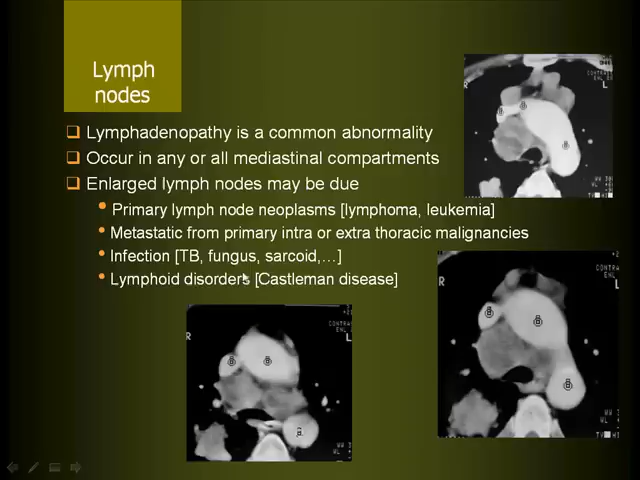 Lymph
nodes
Lymphadenopathy is a common abnormality
Occur in any or all mediastinal compartments
Enlarged lymph nodes may be due
Primary lymph node neoplasms [lymphoma, leukemia]
Metastatic from primary intra or extra thoracic malignancies
Infection [TB, fungus, sarcoid,…]
Lymphoid disorders [Castleman disease]
R
L
R
L
R
L